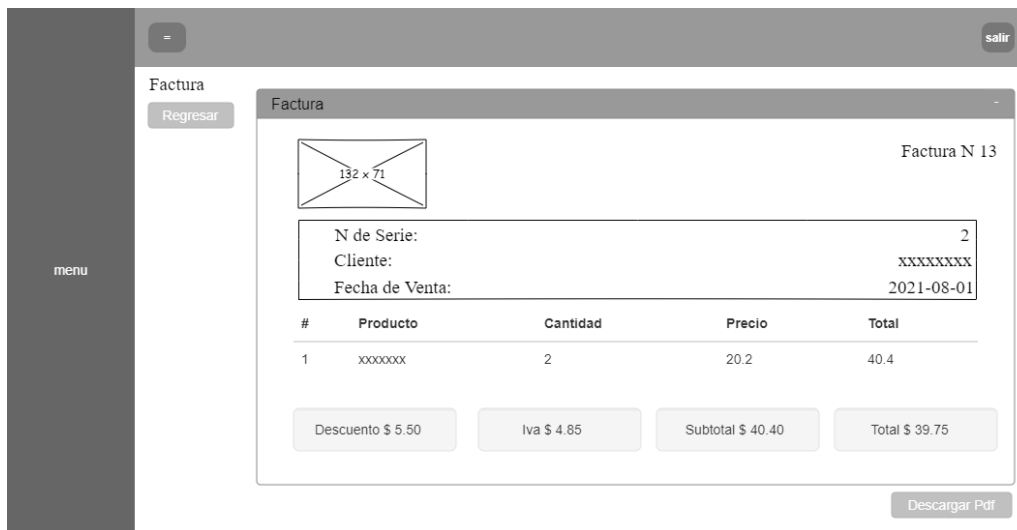 =
salir
menu
Factura
Regresar
Factura -
132 x 71
Factura N 13
N de Serie: 2
Cliente: xxxxxxxx
Fecha de Venta: 2021-08-01
# Producto Cantidad Precio Total
1 xxxxxxx 2 20.2 40.4
Descuento $ 5.50 Iva $ 4.85 Subtotal $ 40.40 Total $ 39.75
Descargar Pdf